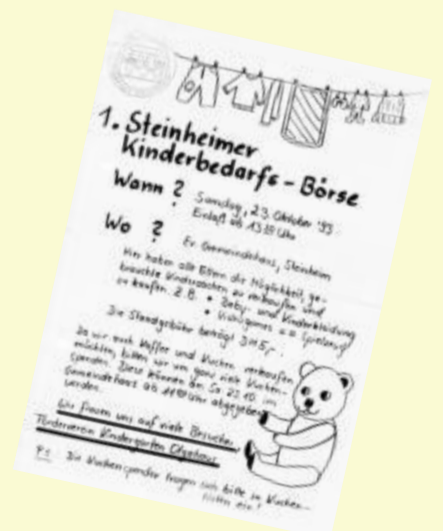 1. Steinheimer
Kinderbedarfs-Börse
Wann ? Samstag, 23. Oktober '93
Einlaß ab 13 Uhr
Wo ? Ev. Gemeindehaus, Steinheim
Hier haben alle Eltern die Möglichkeit, ge-
brauchte Kindersachen zu verkaufen und
zu kaufen. z.B. • Baby- und Kinderkleidung
• Spielzeug
Die Standgebühr beträgt DM 5,-
Da wir auch Kaffee und Kuchen verkaufen
möchten, bitten wir um ganz viele Kuchen-
spenden. Diese können am Sa. 23.10. im
Gemeindehaus ab Uhr abgegeben
werden.
Wir freuen uns auf viele Besucher
Förderverein Kindergarten Olgahaus
P.S. Die Kuchenspender tragen sich bitte in Kuchen-
listen ein!